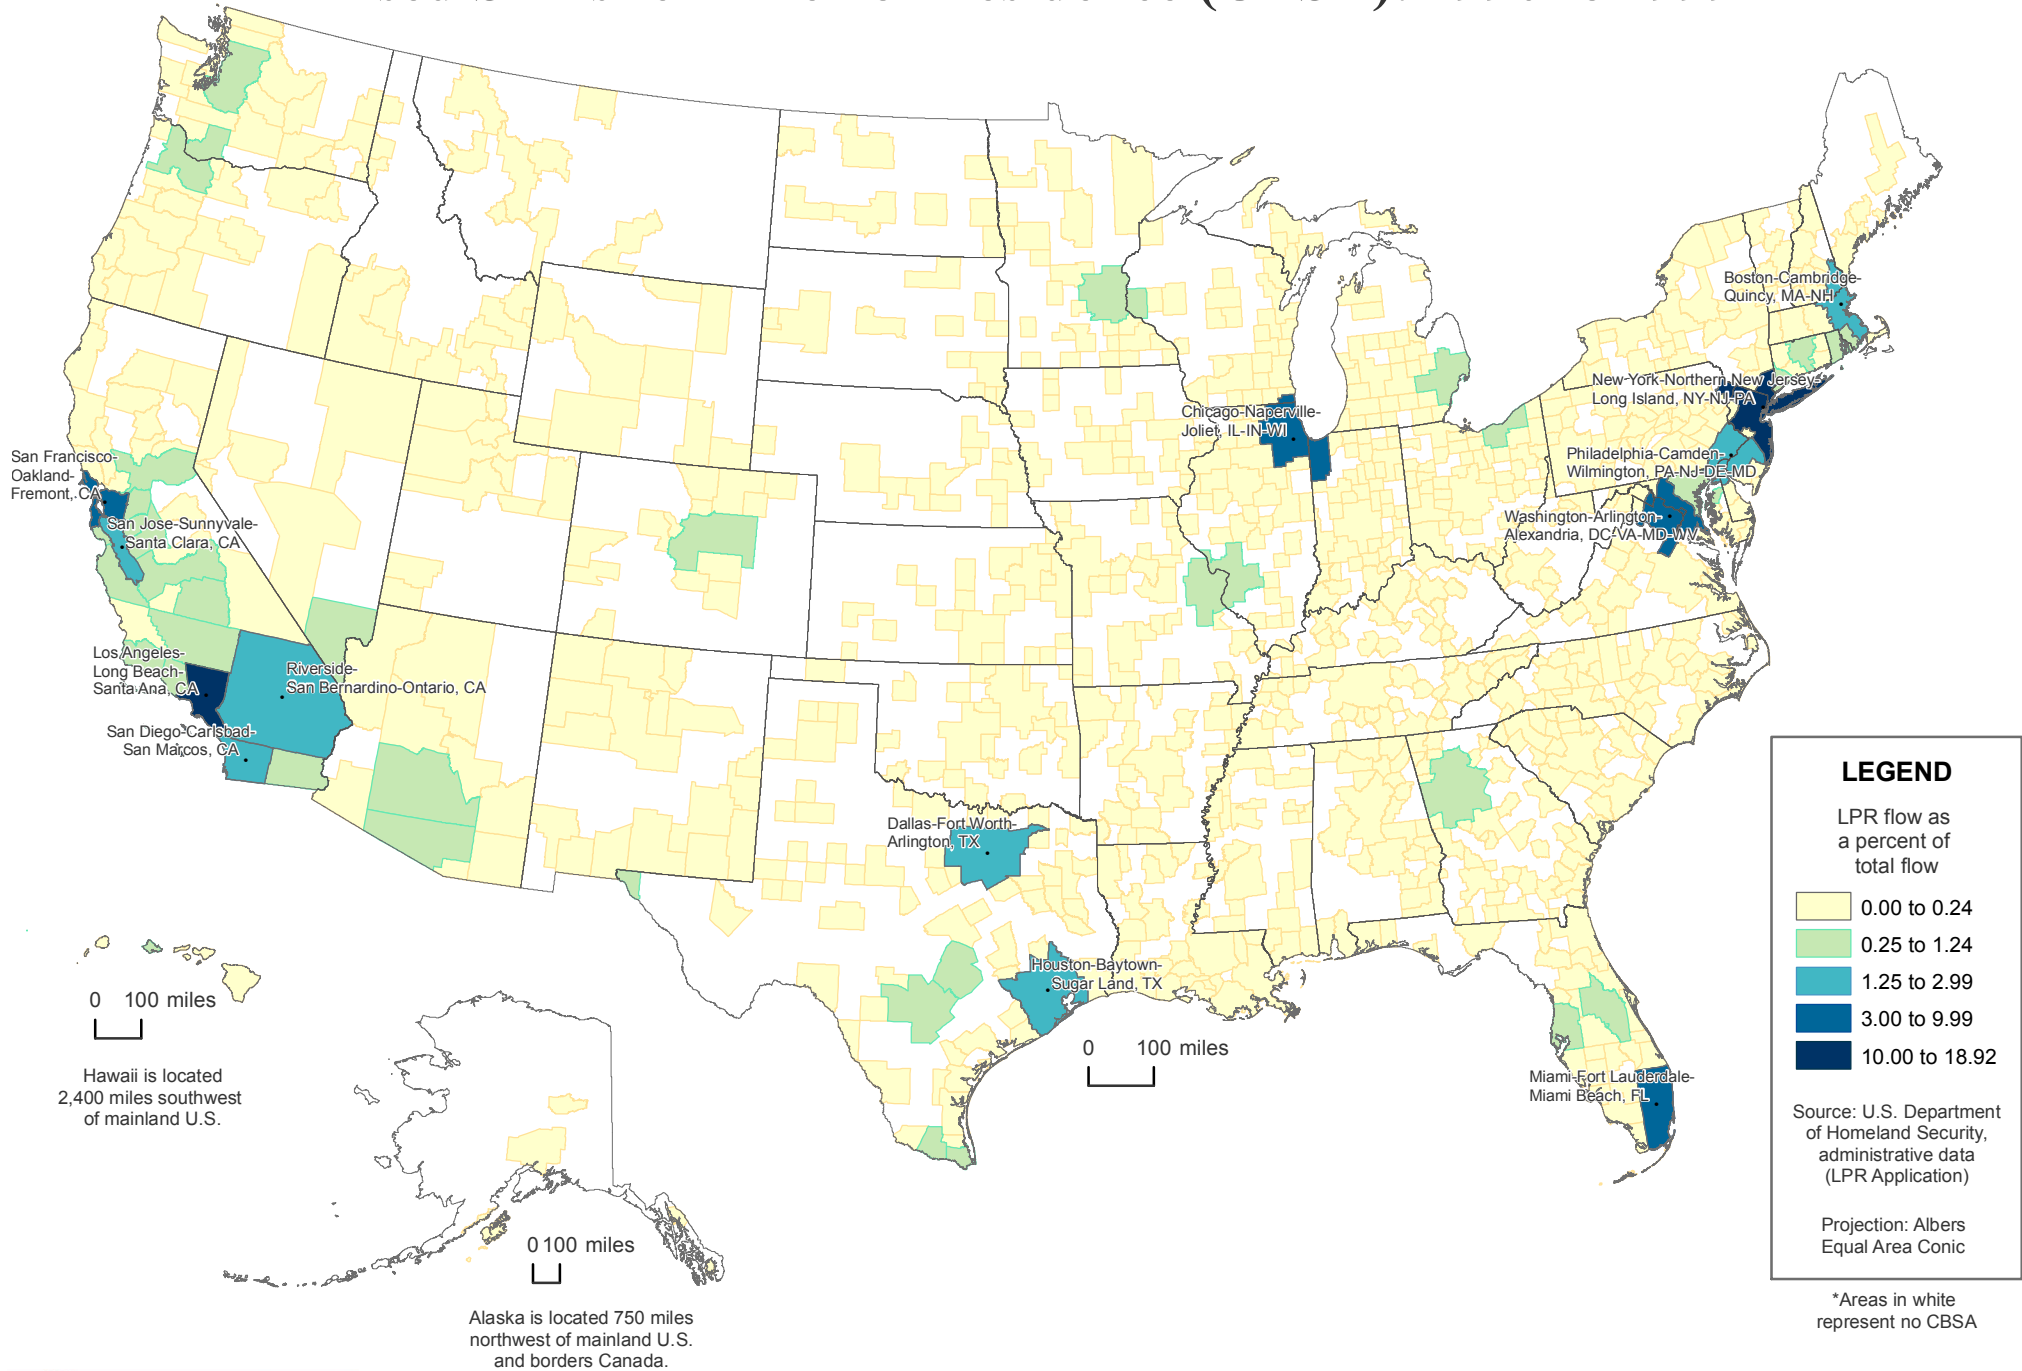 Boston-Cambridge-
Quincy, MA-NH
New York-Northern New Jersey-
Long Island, NY-NJ-PA
Chicago-Naperville-
Joliet, IL-IN-WI
Philadelphia-Camden-
Wilmington, PA-NJ-DE-MD
San Francisco-
Oakland-
Fremont, CA
San Jose-Sunnyvale-
Santa Clara, CA
Washington-Arlington-
Alexandria, DC-VA-MD-WV
Los Angeles-
Long Beach-
Santa Ana, CA
Riverside-
San Bernardino-Ontario, CA
San Diego-Carlsbad-
San Marcos, CA
Dallas-Fort Worth-
Arlington, TX
Houston-Baytown-
Sugar Land, TX
Miami-Fort Lauderdale-
Miami Beach, FL
0 100 miles
Hawaii is located
2,400 miles southwest
of mainland U.S.
0 100 miles
0 100 miles
Alaska is located 750 miles
northwest of mainland U.S.
and borders Canada.
LEGEND
LPR flow as
a percent of
total flow
0.00 to 0.24
0.25 to 1.24
1.25 to 2.99
3.00 to 9.99
10.00 to 18.92
Source: U.S. Department
of Homeland Security,
administrative data
(LPR Application)
Projection: Albers
Equal Area Conic
*Areas in white
represent no CBSA